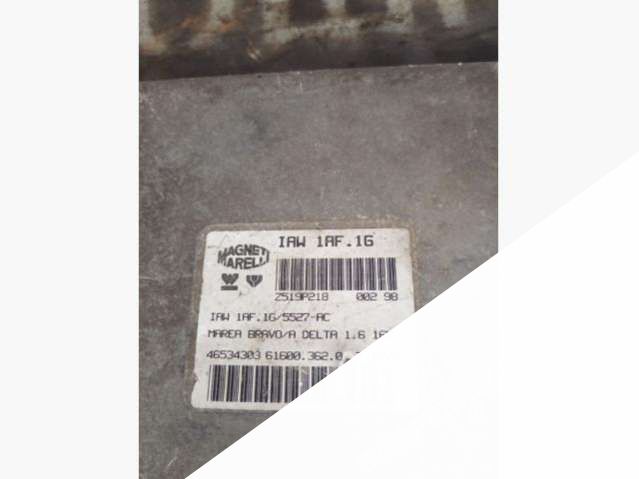 IAW 1AF.16
MAGNETI
MARELLI
Z519P218 002 98
IAW 1AF.16/5527-AC
MAREA BRAVO/A DELTA 1.6
46534303 61600.362.0